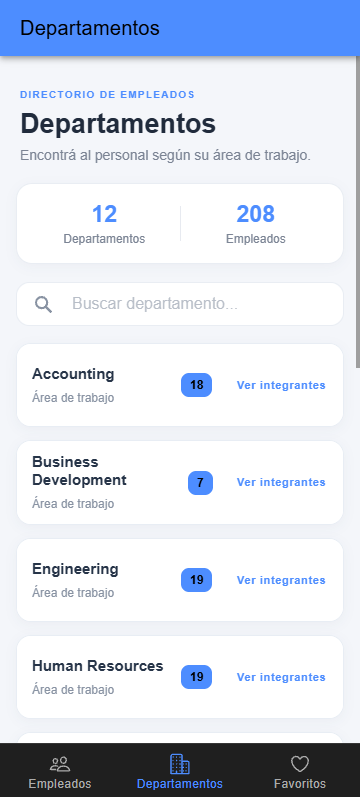 Departamentos
DIRECTORIO DE EMPLEADOS
Departamentos
Encontrá al personal según su área de trabajo.
12
208
Departamentos
Empleados
Buscar departamento...
Accounting
Área de trabajo
18
Ver integrantes
Business
Development
Área de trabajo
7
Ver integrantes
Engineering
Área de trabajo
19
Ver integrantes
Human Resources
Área de trabajo
19
Ver integrantes
Empleados
Departamentos
Favoritos